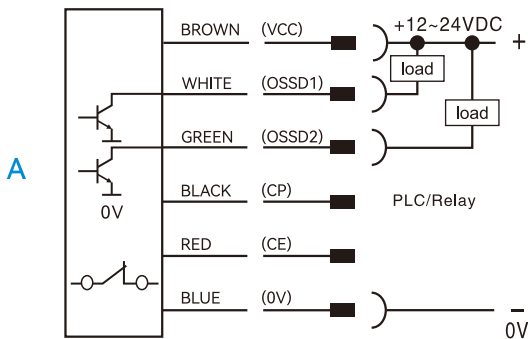 BROWN (VCC) +12~24VDC +
load
WHITE (OSSD1)
load
GREEN (OSSD2)
A
0V
BLACK (CP) PLC/Relay
RED (CE)
BLUE (0V) −
0V